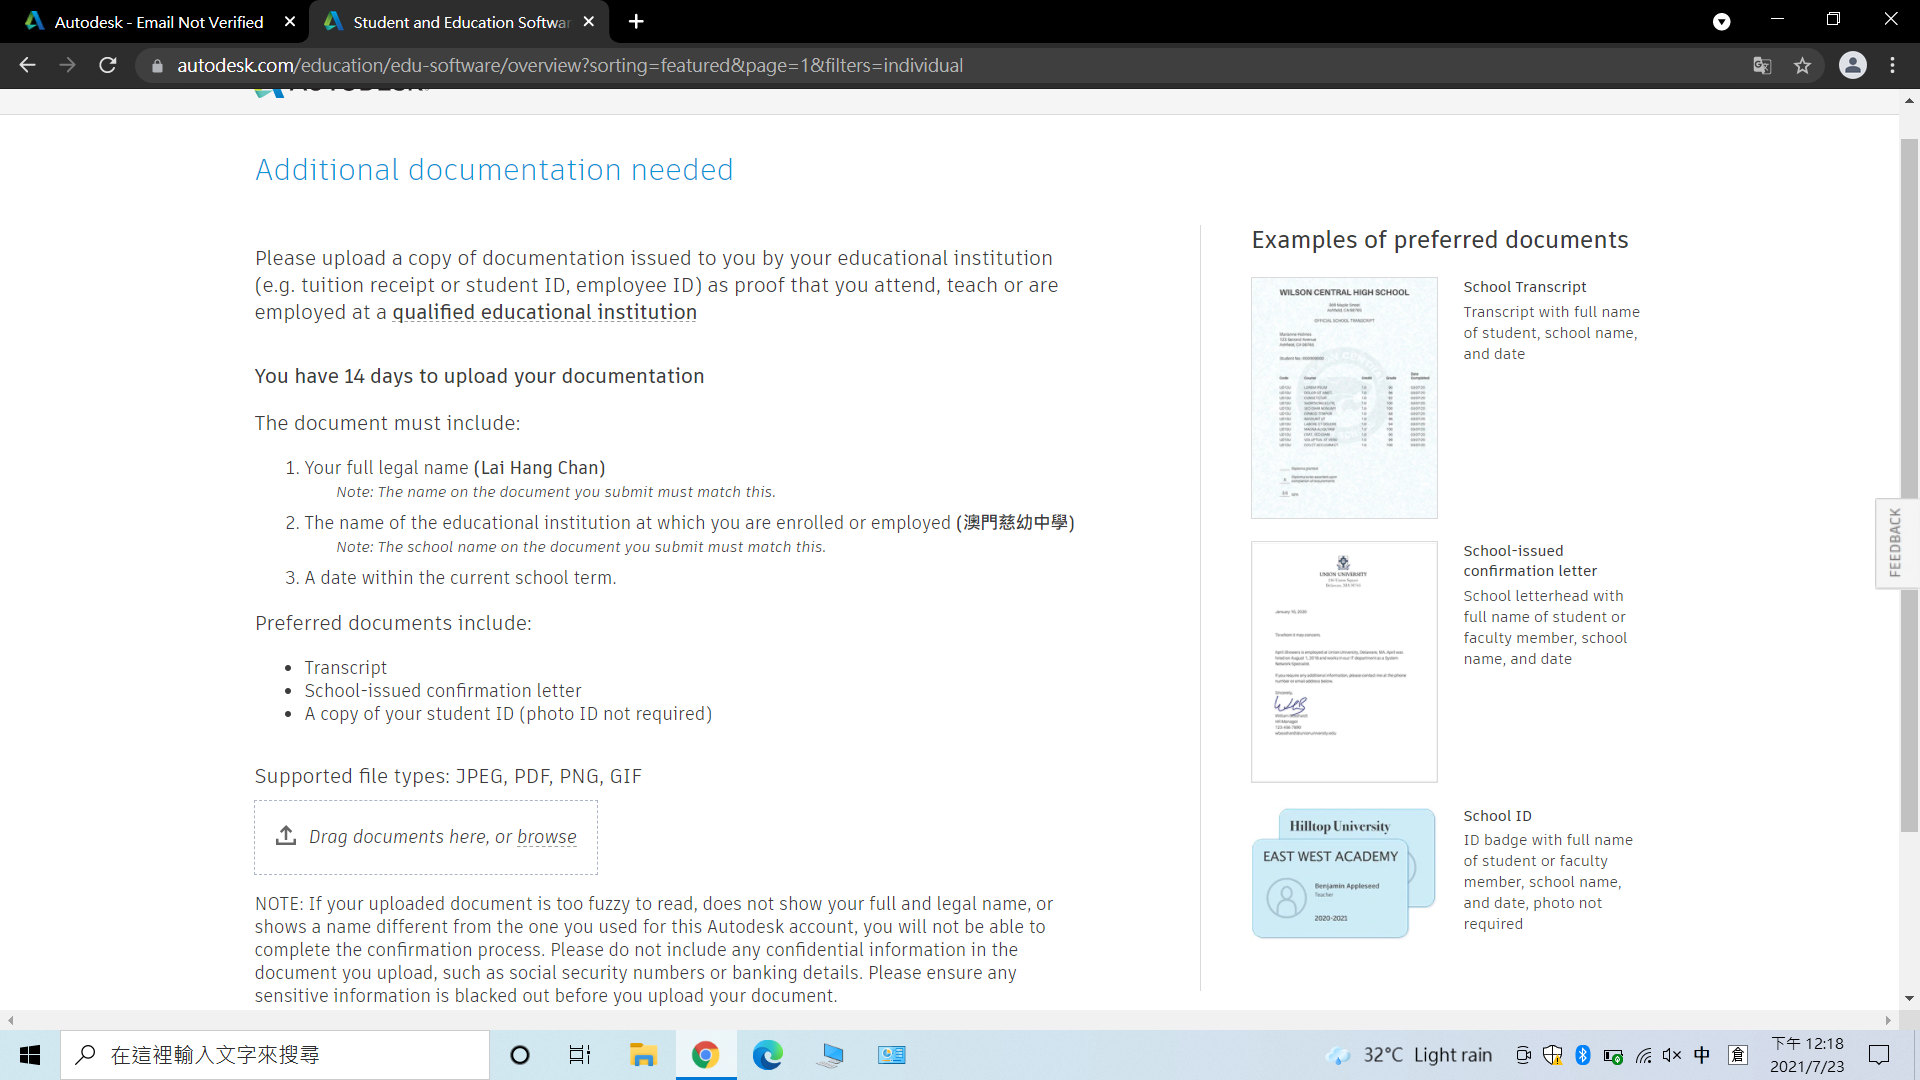 Autodesk - Email Not Verified
Student and Education Softwar
autodesk.com/education/edu-software/overview?sorting=featured&page=1&filters=individual
Additional documentation needed
Please upload a copy of documentation issued to you by your educational institution
(e.g. tuition receipt or student ID, employee ID) as proof that you attend, teach or are
employed at a qualified educational institution
You have 14 days to upload your documentation
The document must include:
1. Your full legal name (Lai Hang Chan)
Note: The name on the document you submit must match this.
2. The name of the educational institution at which you are enrolled or employed (澳門慈幼中學)
Note: The school name on the document you submit must match this.
3. A date within the current school term.
Preferred documents include:
• Transcript
• School-issued confirmation letter
• A copy of your student ID (photo ID not required)
Supported file types: JPEG, PDF, PNG, GIF
Drag documents here, or browse
NOTE: If your uploaded document is too fuzzy to read, does not show your full and legal name, or
shows a name different from the one you used for this Autodesk account, you will not be able to
complete the confirmation process. Please do not include any confidential information in the
document you upload, such as social security numbers or banking details. Please ensure any
sensitive information is blacked out before you upload your document.
Examples of preferred documents
WILSON CENTRAL HIGH SCHOOL
OFFICIAL SCHOOL TRANSCRIPT
School Transcript
Transcript with full name
of student, school name,
and date
UNION UNIVERSITY
January 10, 2020
School-issued
confirmation letter
School letterhead with
full name of student or
faculty member, school
name, and date
Hilltop University
EAST WEST ACADEMY
Benjamin Appleseed
Teacher
2020-2021
School ID
ID badge with full name
of student or faculty
member, school name,
and date, photo not
required
FEEDBACK
在這裡輸入文字來搜尋
32°C Light rain
中
倉
下午 12:18
2021/7/23